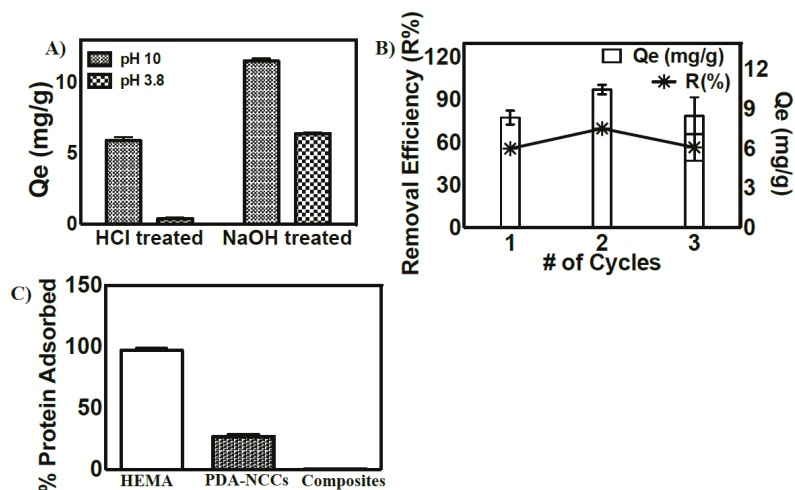 A)
pH 10
pH 3.8
Qe (mg/g)
10
5
0
HCl treated NaOH treated
B)
Removal Efficiency (R%)
120
90
60
30
0
Qe (mg/g)
R(%)
12
9
6
3
0
Qe (mg/g)
1 2 3
# of Cycles
C)
% Protein Adsorbed
150
100
50
0
HEMA PDA-NCCs Composites